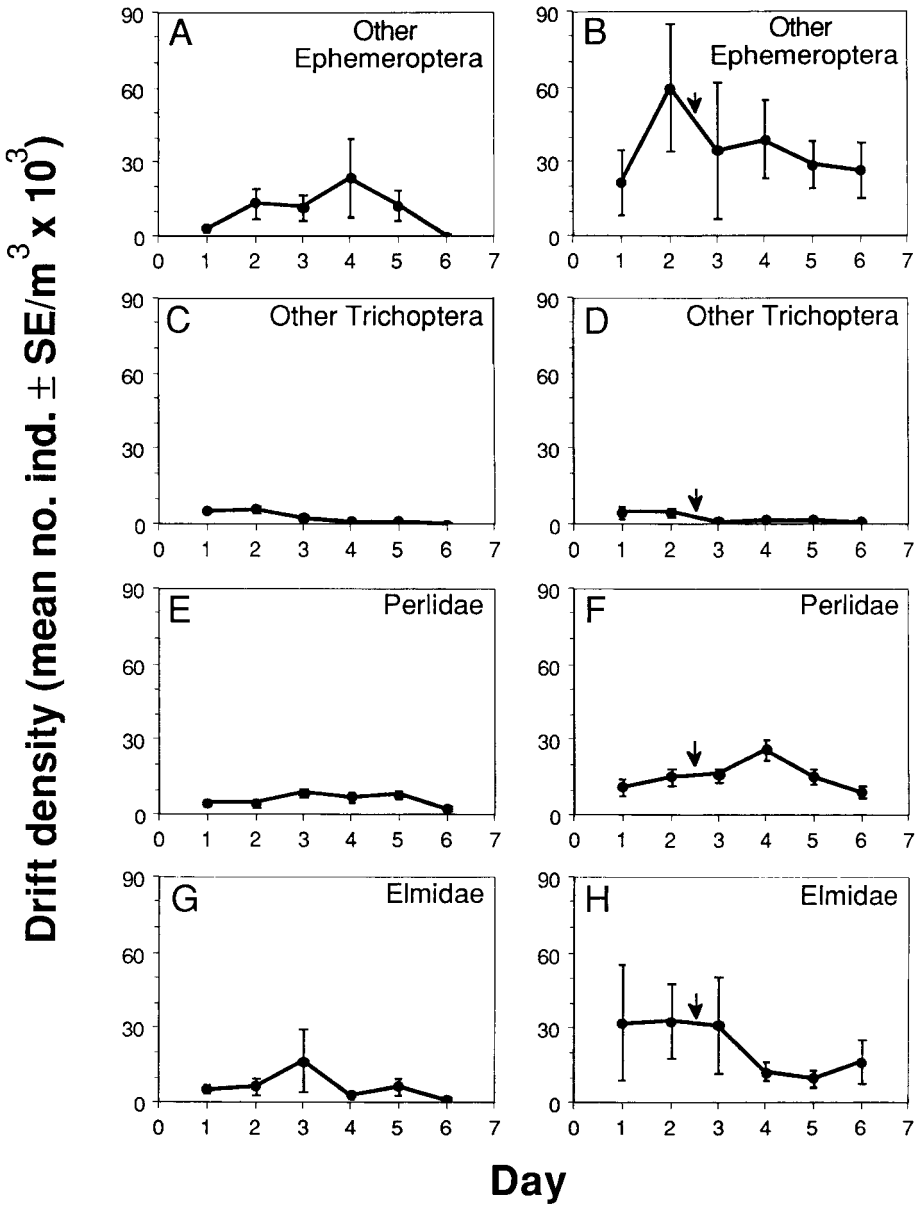 Drift density (mean no. ind. ± SE/m³ x 10³)
A
Other
Ephemeroptera
90
60
30
0
0 1 2 3 4 5 6 7
B
Other
Ephemeroptera
90
60
30
0
0 1 2 3 4 5 6 7
C
Other Trichoptera
90
60
30
0
0 1 2 3 4 5 6 7
D
Other Trichoptera
90
60
30
0
0 1 2 3 4 5 6 7
E
Perlidae
90
60
30
0
0 1 2 3 4 5 6 7
F
Perlidae
90
60
30
0
0 1 2 3 4 5 6 7
G
Elmidae
90
60
30
0
0 1 2 3 4 5 6 7
H
Elmidae
90
60
30
0
0 1 2 3 4 5 6 7
Day